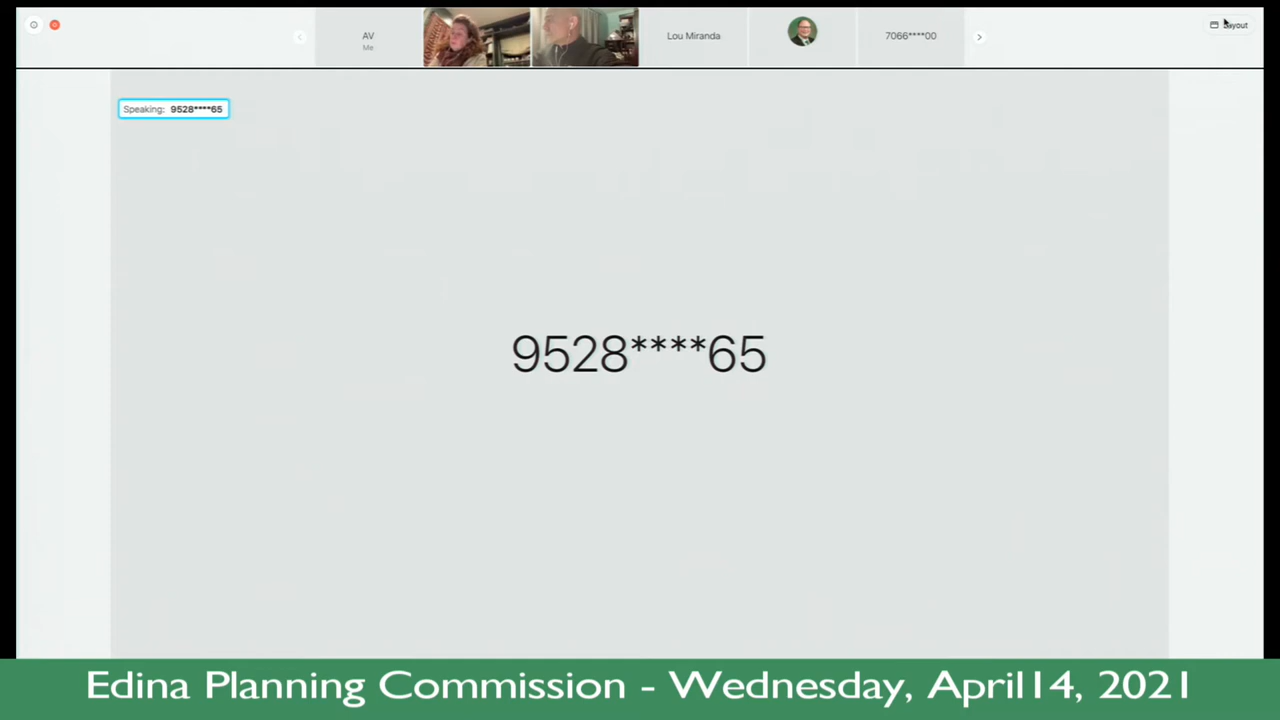 AV
Me
Lou Miranda
7066****00
Layout
Speaking: 9528****65
9528****65
Edina Planning Commission - Wednesday, April14, 2021